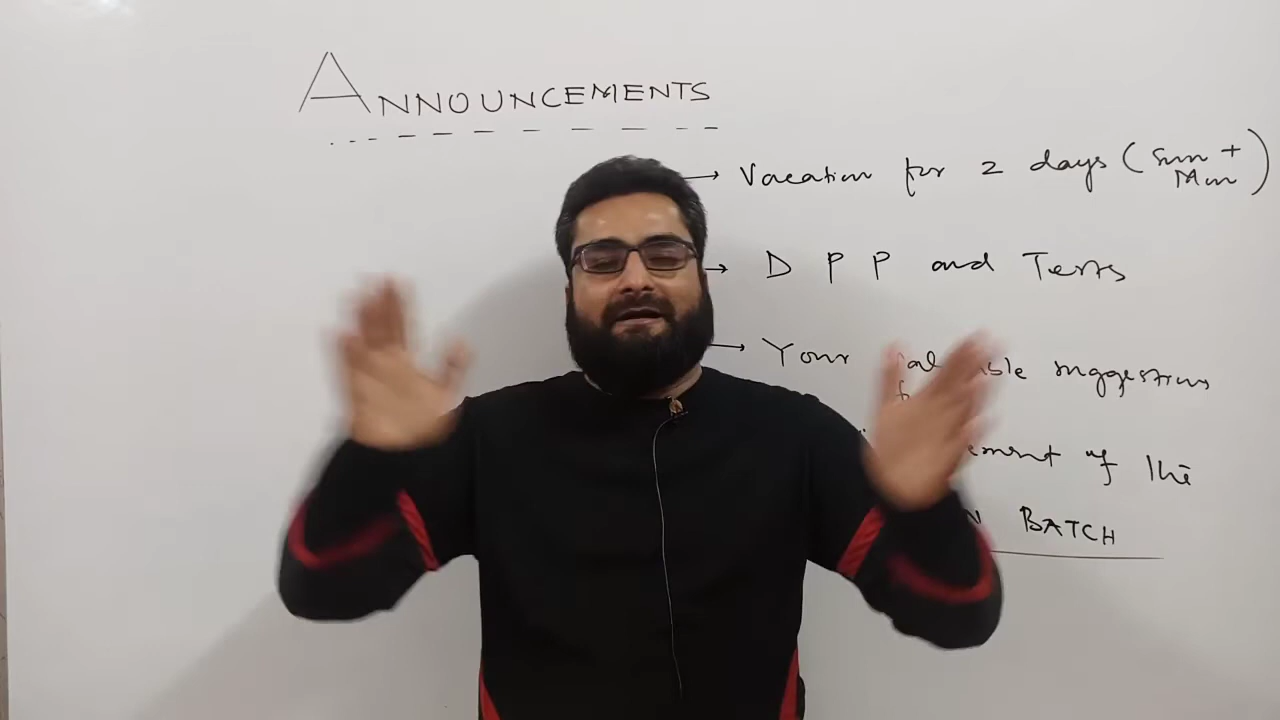 ANNOUNCEMENTS
→ Vacation for 2 days (Sun +
Mon)
→ D P P and Tests
→ Your suggestions
of the
BATCH